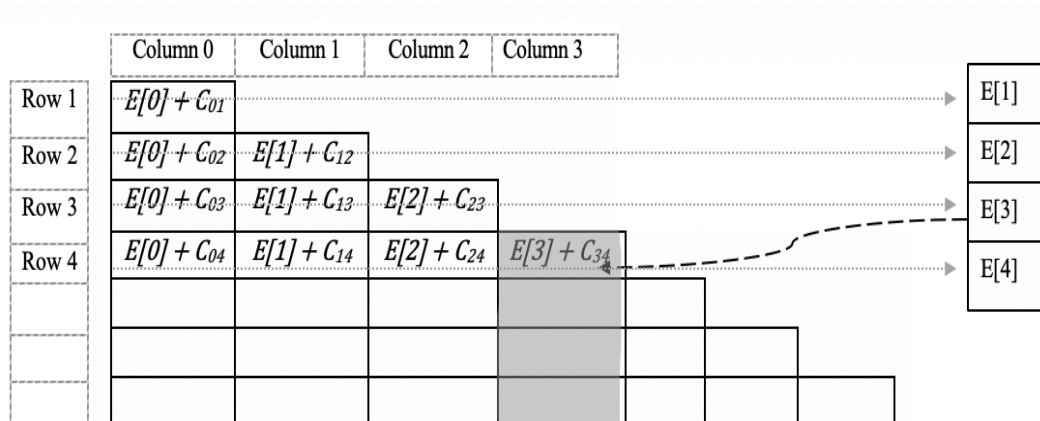 Column 0 Column 1 Column 2 Column 3
Row 1 E[0] + C₀₁ E[1]
Row 2 E[0] + C₀₂ E[1] + C₁₂ E[2]
Row 3 E[0] + C₀₃ E[1] + C₁₃ E[2] + C₂₃ E[3]
Row 4 E[0] + C₀₄ E[1] + C₁₄ E[2] + C₂₄ E[3] + C₃₄ E[4]